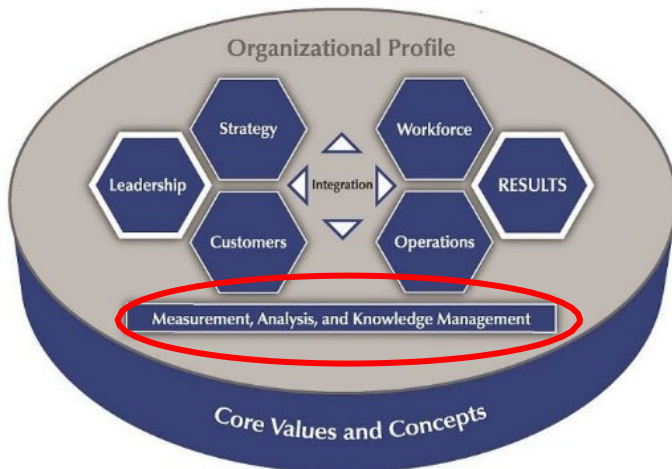 Organizational Profile
Strategy
Workforce
Leadership
Integration
RESULTS
Customers
Operations
Measurement, Analysis, and Knowledge Management
Core Values and Concepts